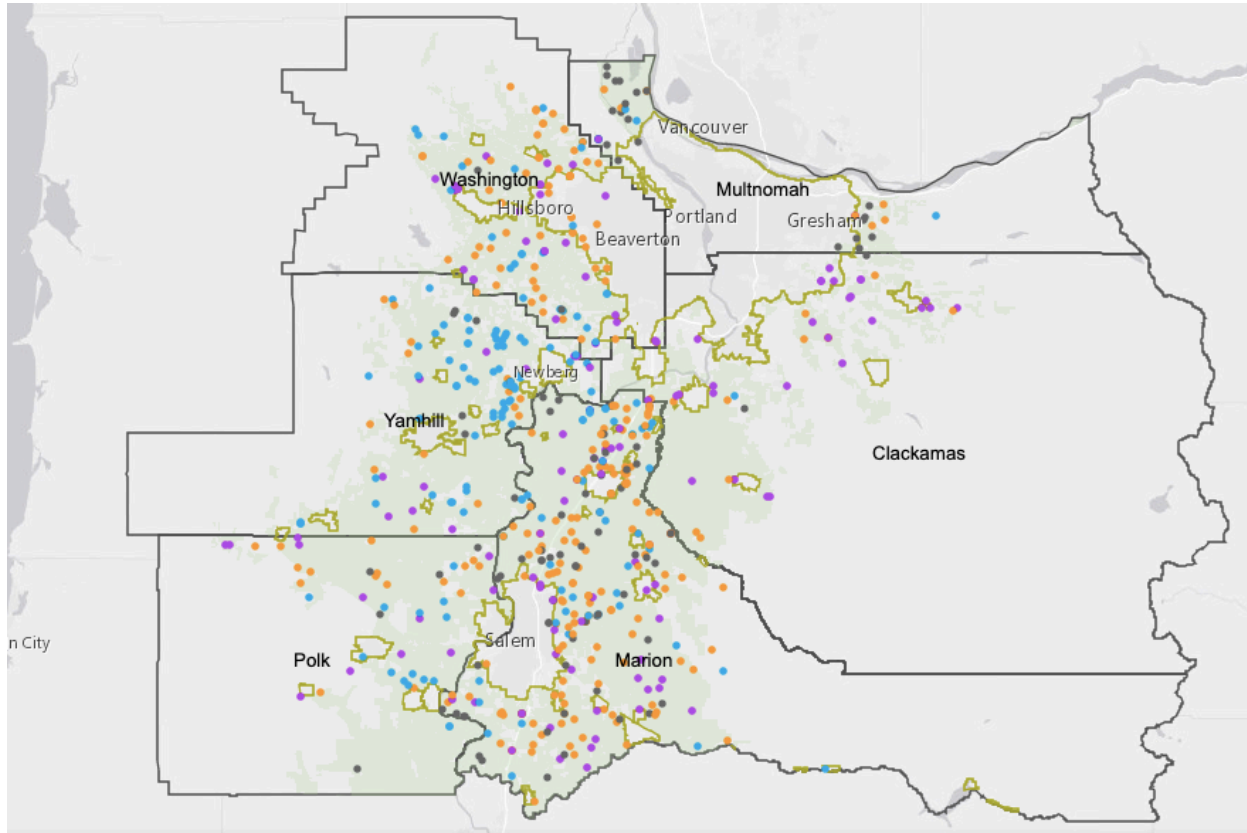 Vancouver
Washington
Multnomah
Hillsboro
Portland
Gresham
Beaverton
Newberg
Yamhill
Clackamas
n City
Salem
Polk
Marion